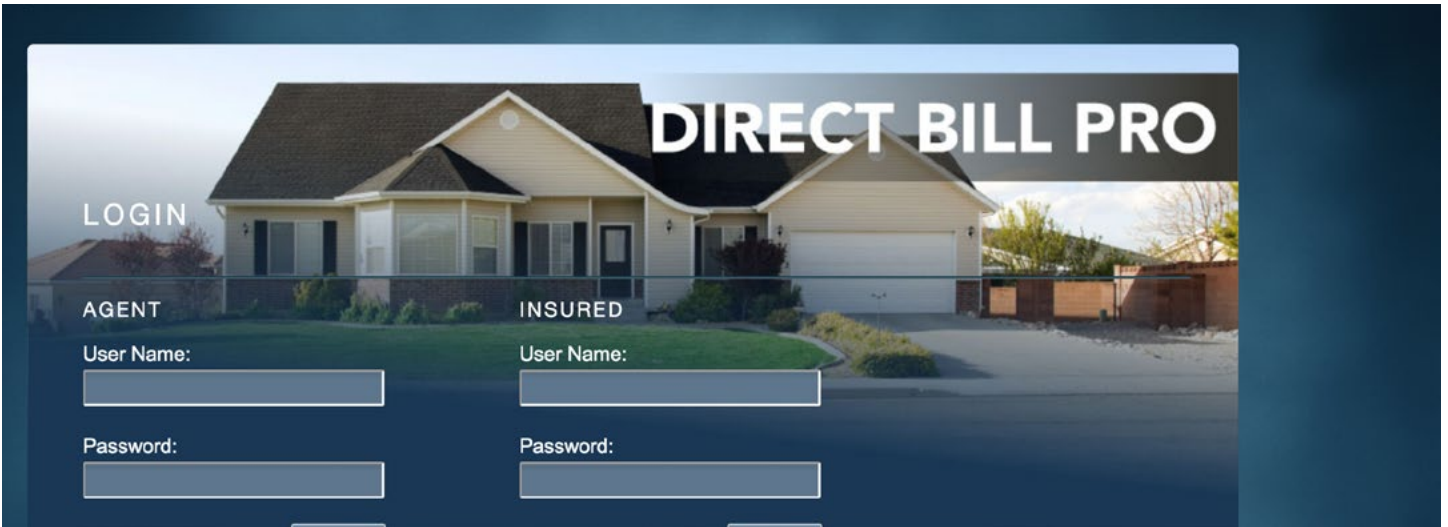 DIRECT BILL PRO
LOGIN
AGENT
User Name:
Password:
INSURED
User Name:
Password: